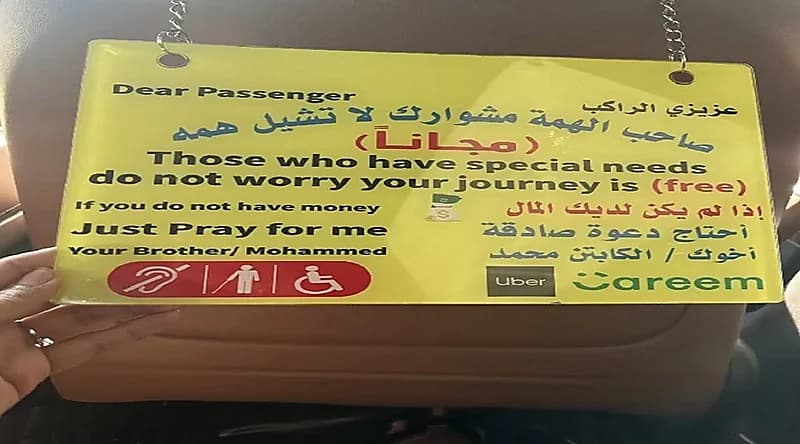 Dear Passenger
عزيزي الراكب
صاحب الهمة مشوارك لا تشيل همه
(مجاناً)
Those who have special needs
do not worry your journey is (free)
If you do not have money
إذا لم يكن لديك المال
Just Pray for me
أحتاج دعوة صادقة
Your Brother/ Mohammed
أخوك / الكابتن محمد
Uber
Careem